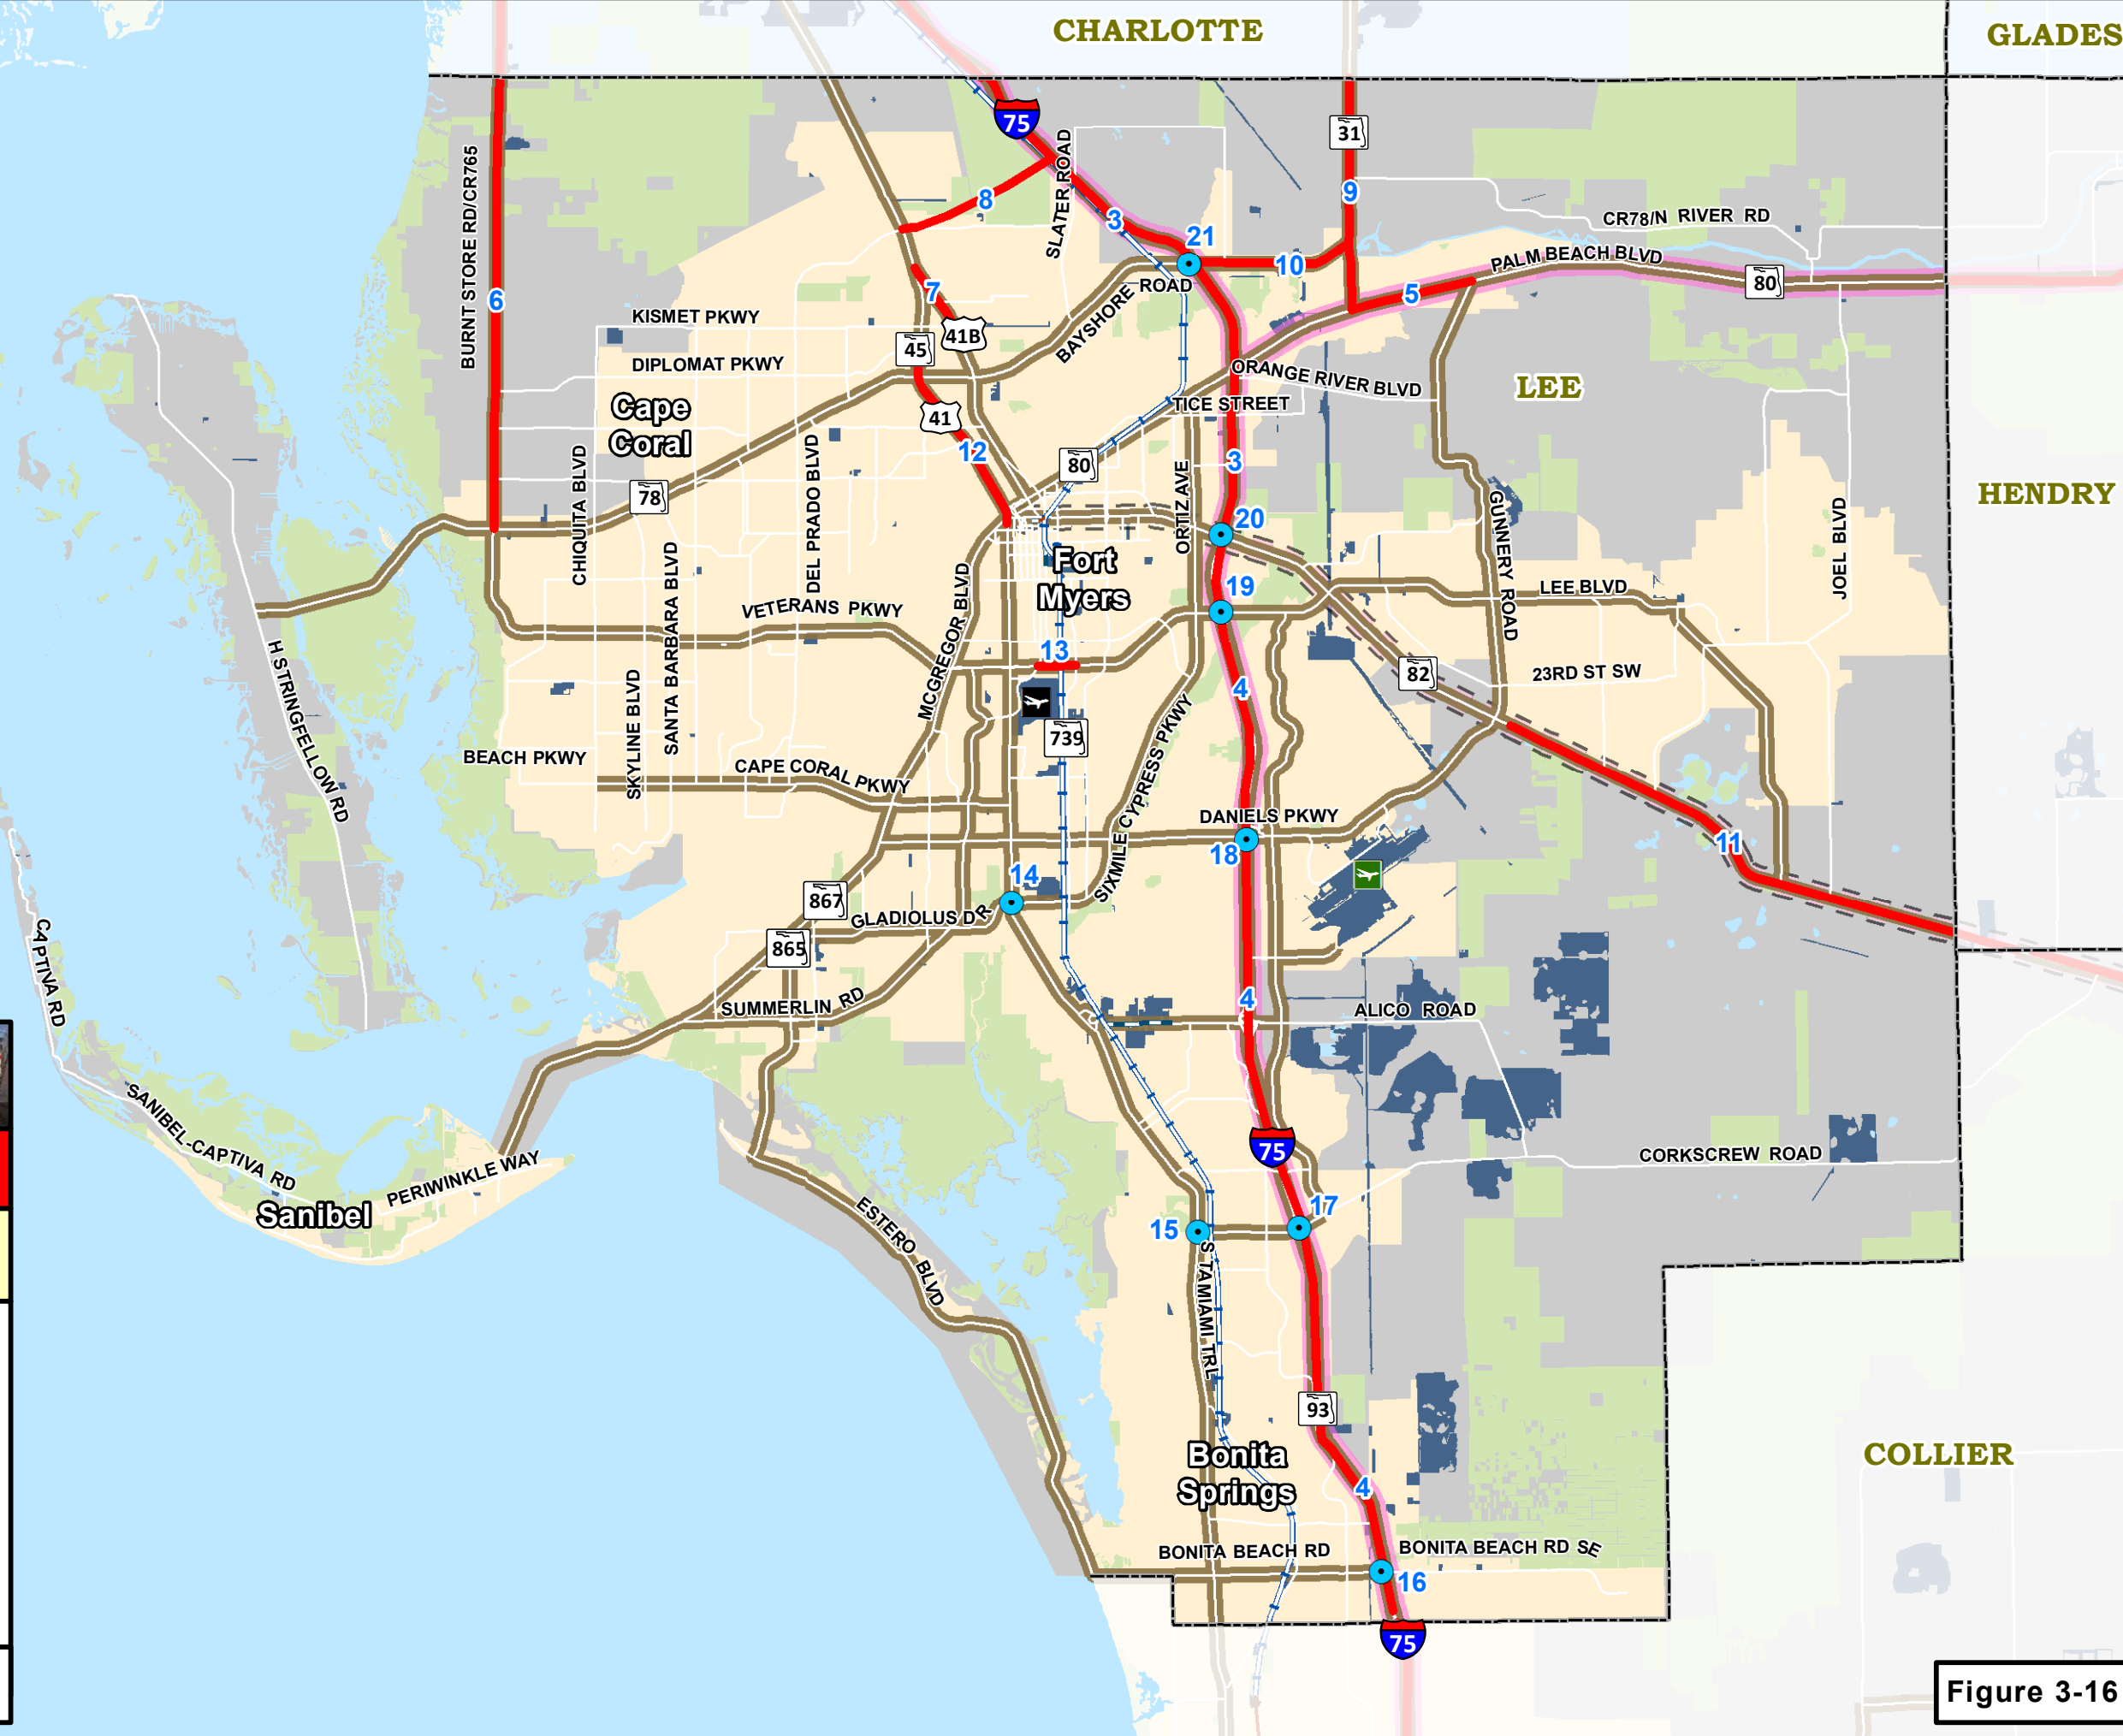 CHARLOTTE
GLADES
75
31
BURNT STORE RD/CR765
SLATER ROAD
8
9
3
CR78/N RIVER RD
21
10
PALM BEACH BLVD
80
6
7
ROAD
5
KISMET PKWY
41B
BAYSHORE
45
DIPLOMAT PKWY
ORANGE RIVER BLVD
LEE
Cape
Coral
TICE STREET
41
12
80
3
78
CHIQUITA BLVD
DEL PRADO BLVD
ORTIZ AVE
GUNNERY ROAD
JOEL BLVD
HENDRY
20
Fort
Myers
19
LEE BLVD
SANTA BARBARA BLVD
VETERANS PKWY
MCGREGOR BLVD
13
82
23RD ST SW
4
H STRINGFELLOW RD
SKYLINE BLVD
739
BEACH PKWY
CAPE CORAL PKWY
SIXMILE CYPRESS PKWY
DANIELS PKWY
18
11
14
867
GLADIOLUS DR
865
CAPTIVA RD
SUMMERLIN RD
4
ALICO ROAD
SANIBEL-CAPTIVA RD
75
CORKSCREW ROAD
PERIWINKLE WAY
Sanibel
ESTERO BLVD
17
15
S TAMIAMI TRL
93
Bonita
Springs
COLLIER
4
BONITA BEACH RD
BONITA BEACH RD SE
16
75
Figure 3-16